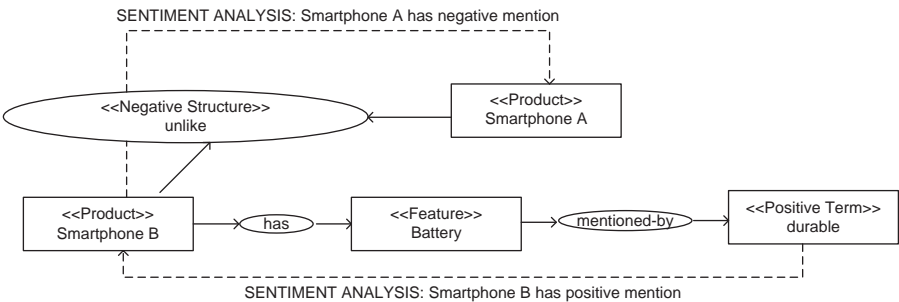 SENTIMENT ANALYSIS: Smartphone A has negative mention
<<Negative Structure>>
unlike
<<Product>>
Smartphone A
<<Product>>
Smartphone B
has
<<Feature>>
Battery
mentioned-by
<<Positive Term>>
durable
SENTIMENT ANALYSIS: Smartphone B has positive mention